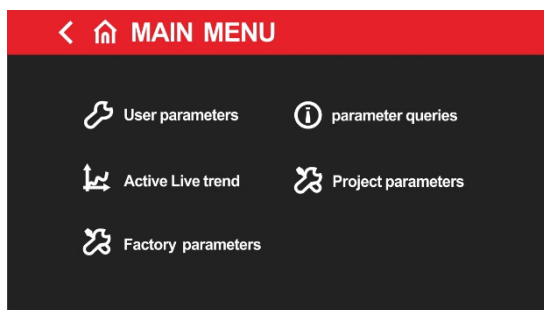 MAIN MENU
User parameters
parameter queries
Active Live trend
Project parameters
Factory parameters